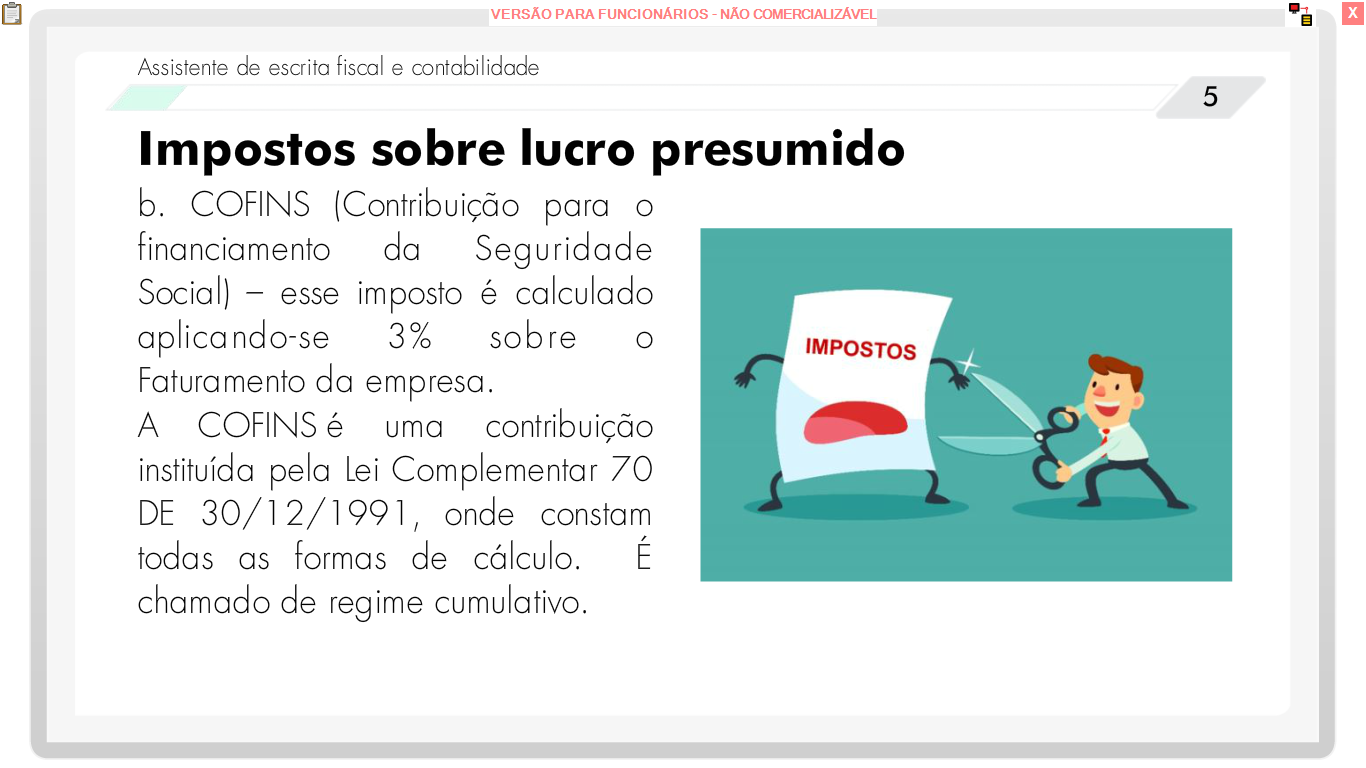 VERSÃO PARA FUNCIONÁRIOS - NÃO COMERCIALIZÁVEL
X
Assistente de escrita fiscal e contabilidade
5
Impostos sobre lucro presumido
b. COFINS (Contribuição para o
financiamento da Seguridade
Social) – esse imposto é calculado
aplicando-se 3% sobre o
Faturamento da empresa.
A COFINS é uma contribuição
instituída pela Lei Complementar 70
DE 30/12/1991, onde constam
todas as formas de cálculo. É
chamado de regime cumulativo.
IMPOSTOS